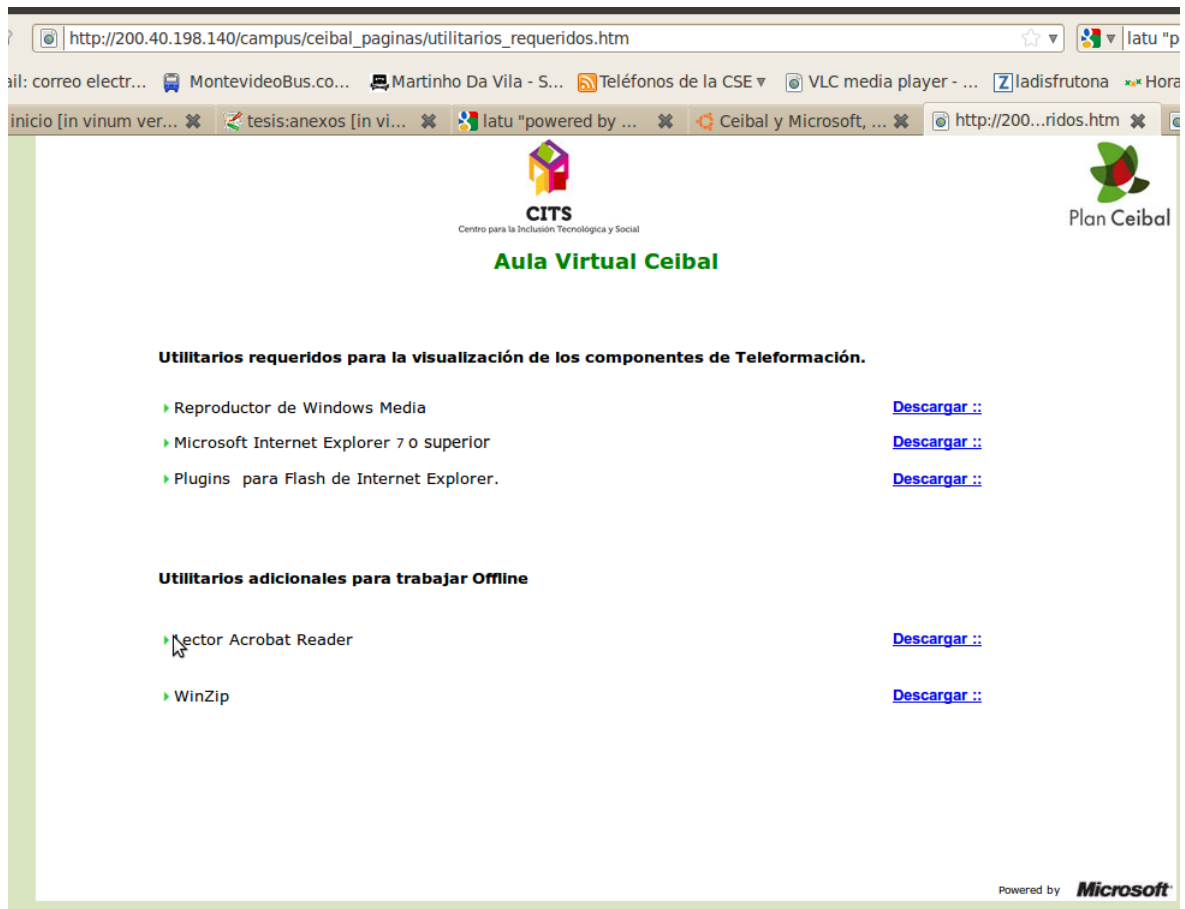 http://200.40.198.140/campus/ceibal_paginas/utilitarios_requeridos.htm latu "p
ail: correo electr... MontevideoBus.co... Martinho Da Vila - S... Teléfonos de la CSE VLC media player - ... ladisfrutona Hora
inicio [in vinum ver... tesis:anexos [in vi... latu "powered by ... Ceibal y Microsoft, ... http://200...ridos.htm
CITS
Centro para la Inclusión Tecnológica y Social
Plan Ceibal
Aula Virtual Ceibal
Utilitarios requeridos para la visualización de los componentes de Teleformación.
Reproductor de Windows Media Descargar ::
Microsoft Internet Explorer 7 o superior Descargar ::
Plugins para Flash de Internet Explorer. Descargar ::
Utilitarios adicionales para trabajar Offline
Lector Acrobat Reader Descargar ::
WinZip Descargar ::
Powered by Microsoft